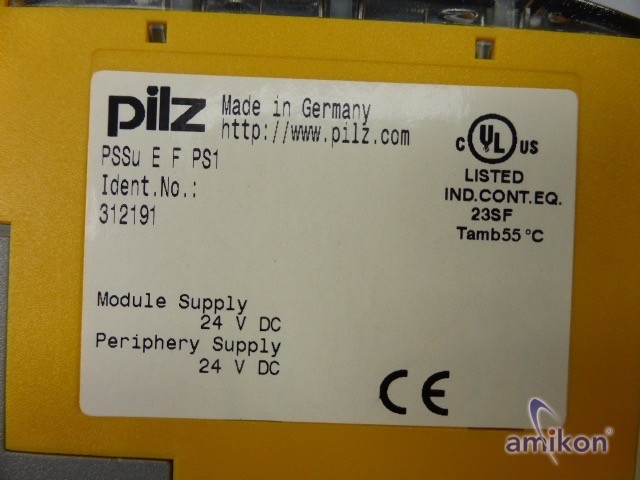 pilz
Made in Germany
http://www.pilz.com
PSSu E F PS1
Ident.No.:
312191
C UL US
LISTED
IND.CONT.EQ.
23SF
Tamb55°C
Module Supply
24 V DC
Periphery Supply
24 V DC
CE
amikon®